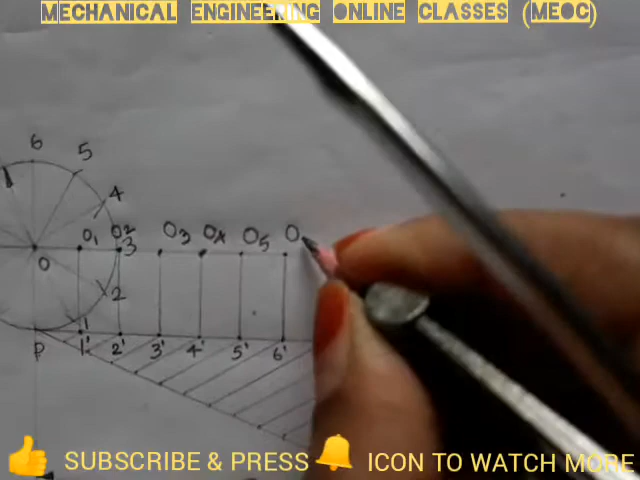 MECHANICAL ENGINEERING ONLINE CLASSES (MEOC)
6
5
4
O1 O2 O3 O4 O5 O
3
O
2
1
P 1' 2' 3' 4' 5' 6'
SUBSCRIBE & PRESS ICON TO WATCH MORE